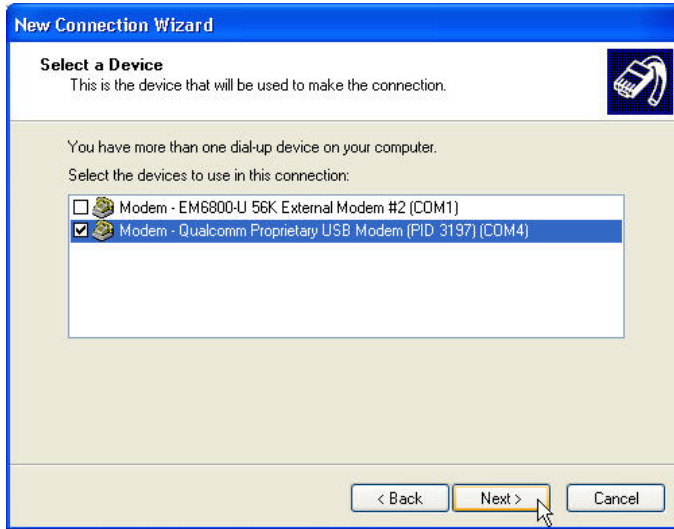 New Connection Wizard
Select a Device
This is the device that will be used to make the connection.
You have more than one dial-up device on your computer.
Select the devices to use in this connection:
Modem - EM6800-U 56K External Modem #2 (COM1)
Modem - Qualcomm Proprietary USB Modem (PID 3197) (COM4)
< Back Next > Cancel